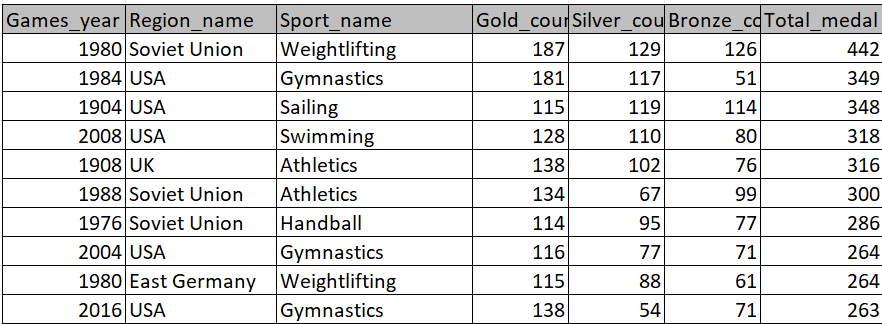 Games_year Region_name Sport_name Gold_cour Silver_cou Bronze_co Total_medal
1980 Soviet Union Weightlifting 187 129 126 442
1984 USA Gymnastics 181 117 51 349
1904 USA Sailing 115 119 114 348
2008 USA Swimming 128 110 80 318
1908 UK Athletics 138 102 76 316
1988 Soviet Union Athletics 134 67 99 300
1976 Soviet Union Handball 114 95 77 286
2004 USA Gymnastics 116 77 71 264
1980 East Germany Weightlifting 115 88 61 264
2016 USA Gymnastics 138 54 71 263